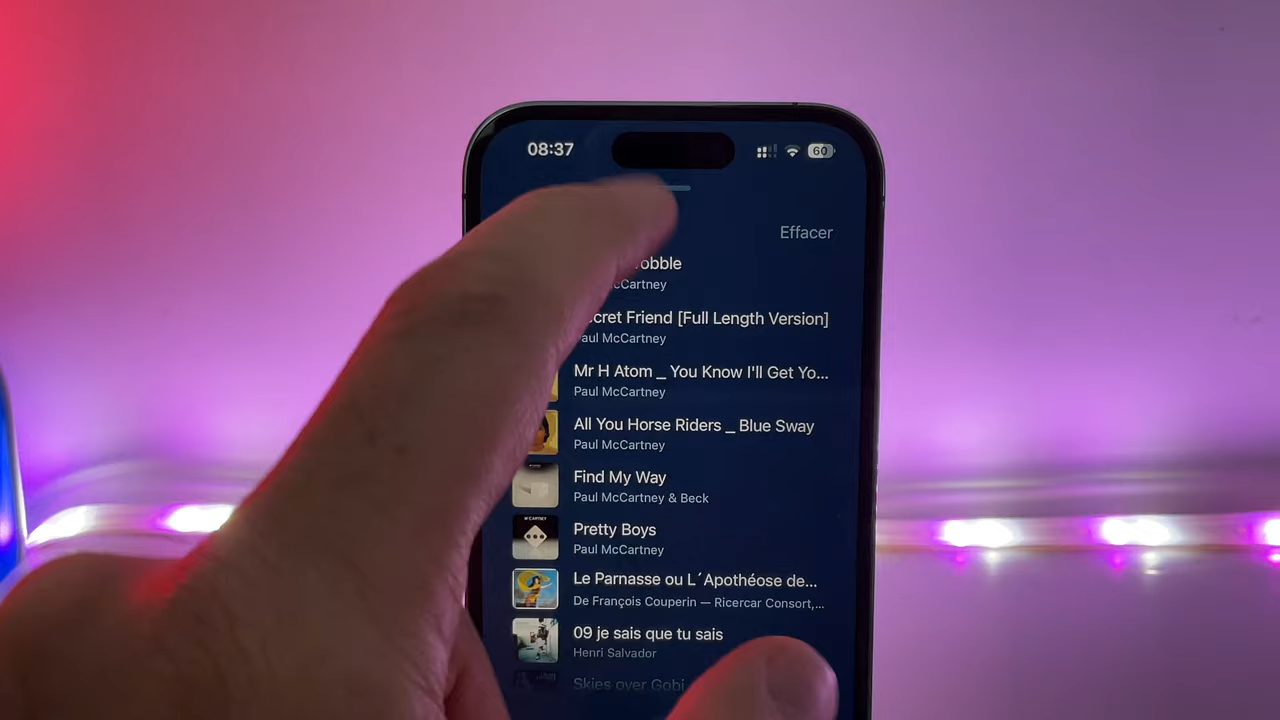 08:37
60
Effacer
obble
cCartney
cret Friend [Full Length Version]
aul McCartney
Mr H Atom _ You Know I'll Get Yo...
Paul McCartney
All You Horse Riders _ Blue Sway
Paul McCartney
Find My Way
Paul McCartney & Beck
Pretty Boys
Paul McCartney
Le Parnasse ou L´Apothéose de...
De François Couperin — Ricercar Consort,...
09 je sais que tu sais
Henri Salvador
Skies over Gobi